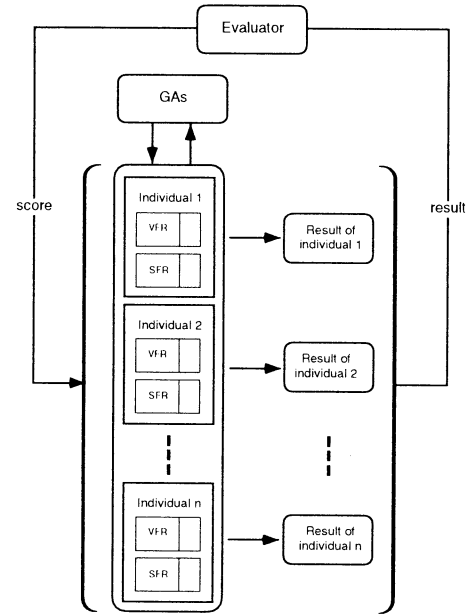 Evaluator
GAs
score
result
Individual 1
VFR
SFR
Result of
individual 1
Individual 2
VFR
SFR
Result of
individual 2
Individual n
VFR
SFR
Result of
individual n